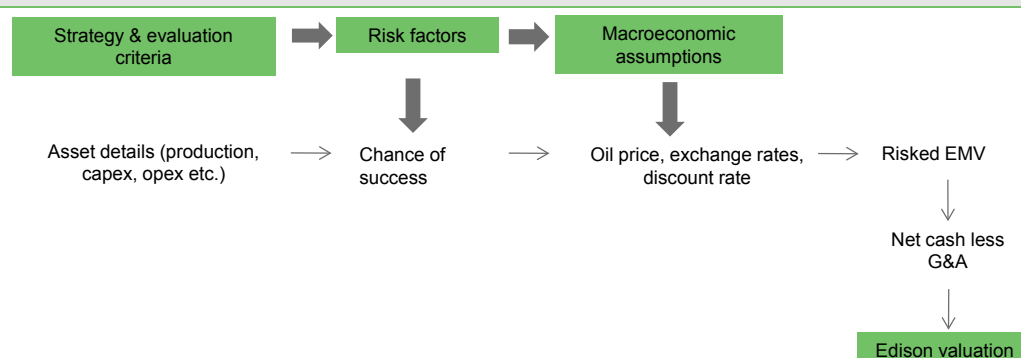 Strategy & evaluation
criteria
Risk factors
Macroeconomic
assumptions
Asset details (production,
capex, opex etc.)
Chance of
success
Oil price, exchange rates,
discount rate
Risked EMV
Net cash less
G&A
Edison valuation